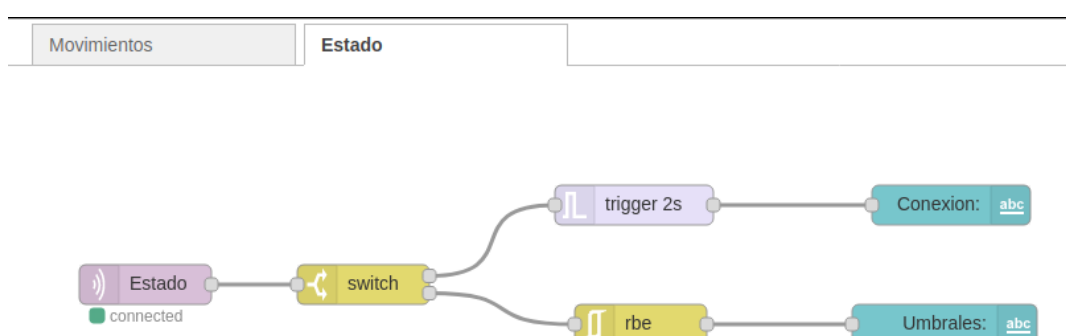 Movimientos
Estado
trigger 2s
Conexion: abc
Estado
switch
connected
rbe
Umbrales: abc